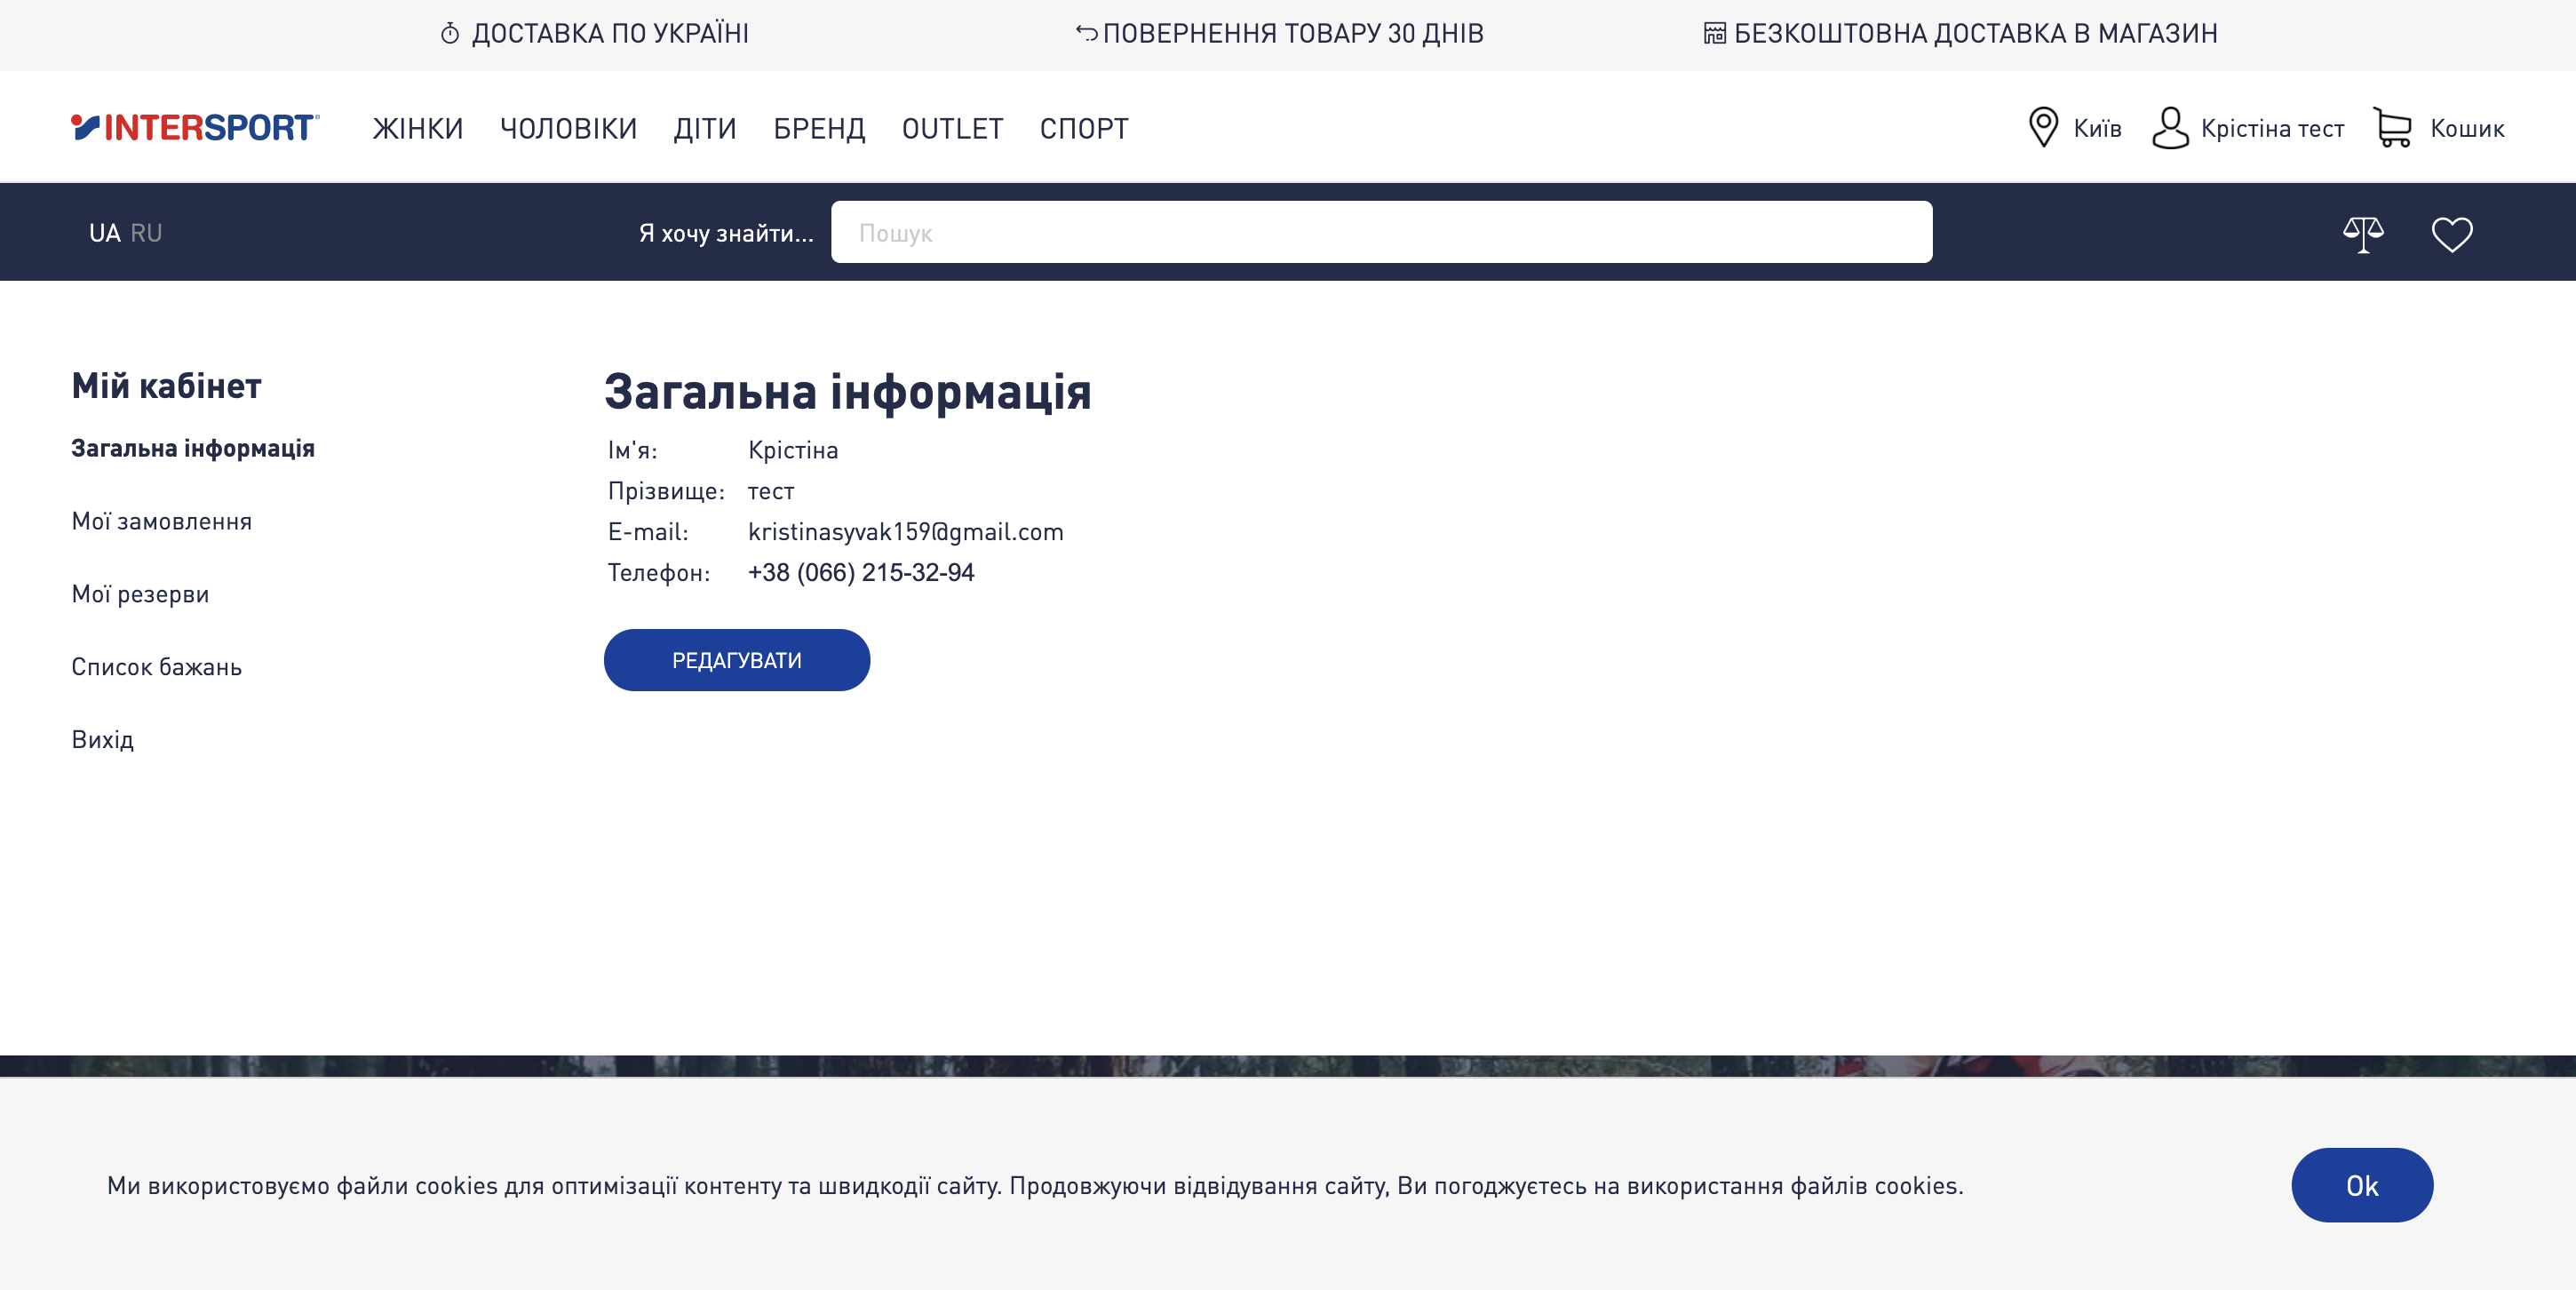 ДОСТАВКА ПО УКРАЇНІ
ПОВЕРНЕННЯ ТОВАРУ 30 ДНІВ
БЕЗКОШТОВНА ДОСТАВКА В МАГАЗИН
INTERSPORT®
ЖІНКИ ЧОЛОВІКИ ДІТИ БРЕНД OUTLET СПОРТ
Київ
Крістіна тест
Кошик
UA RU
Я хочу знайти...
Пошук
Мій кабінет
Загальна інформація
Мої замовлення
Мої резерви
Список бажань
Вихід
Загальна інформація
Ім'я: Крістіна
Прізвище: тест
E-mail: kristinasyvak159@gmail.com
Телефон: +38 (066) 215-32-94
РЕДАГУВАТИ
Ми використовуємо файли cookies для оптимізації контенту та швидкодії сайту. Продовжуючи відвідування сайту, Ви погоджуєтесь на використання файлів cookies.
Ok